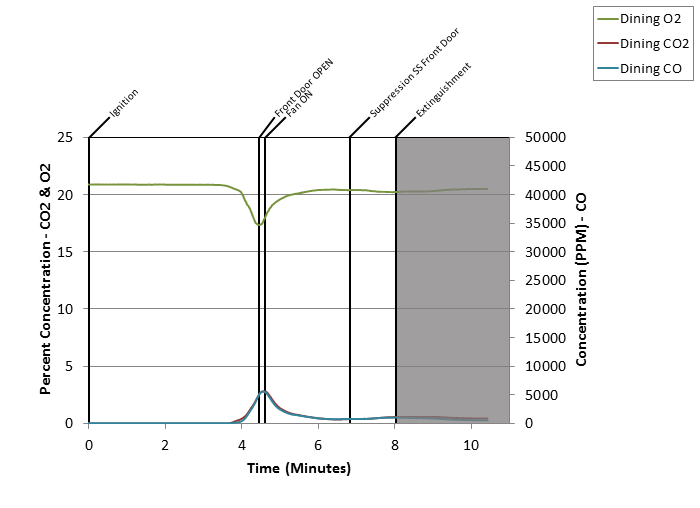 Dining O2
Dining CO2
Dining CO
Ignition
Front Door OPEN
Fan ON
Suppression SS Front Door
Extinguishment
25
20
15
10
5
0
Percent Concentration - CO2 & O2
50000
45000
40000
35000
30000
25000
20000
15000
10000
5000
0
Concentration (PPM) - CO
0 2 4 6 8 10
Time (Minutes)